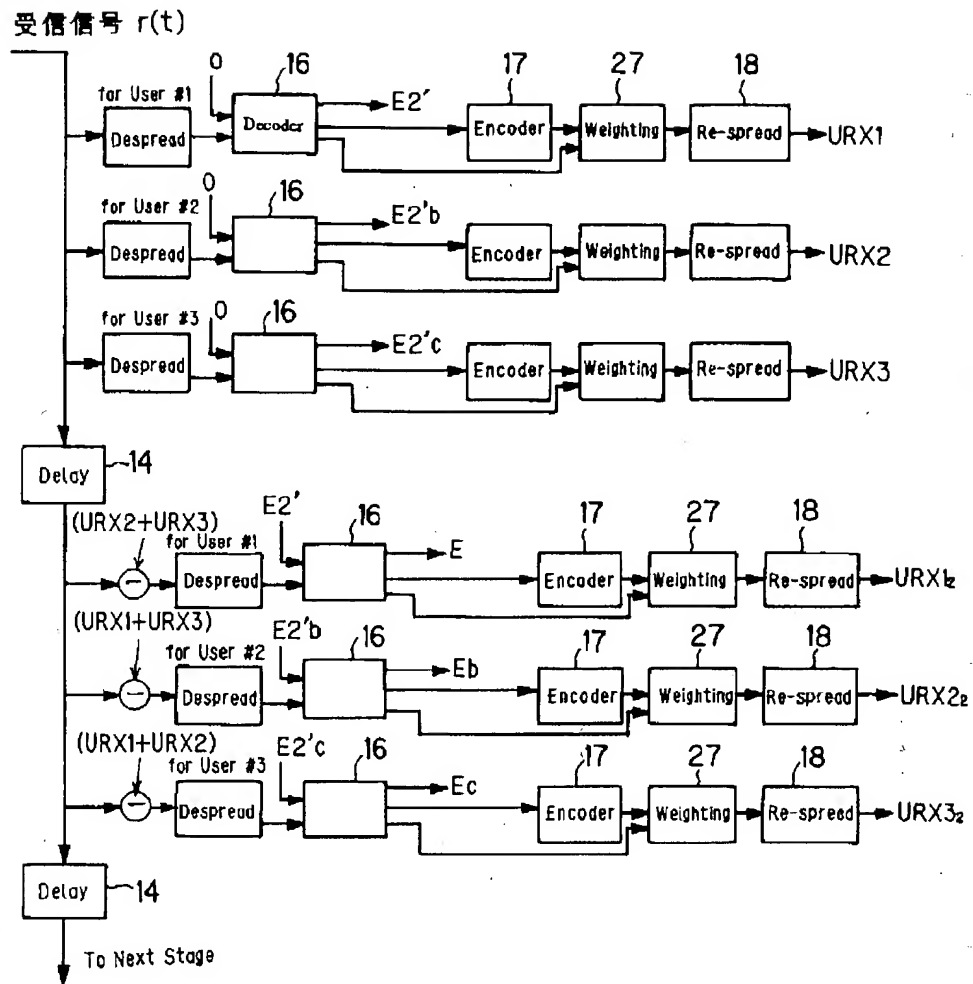 受信信号 r(t)
0 16 17 27 18
for User #1
Despread Decoder E2' Encoder Weighting Re-spread URX1
0 16
for User #2
Despread E2'b Encoder Weighting Re-spread URX2
0 16
for User #3
Despread E2'c Encoder Weighting Re-spread URX3
Delay 14
(URX2+URX3) E2' 16 17 27 18
for User #1
Despread E Encoder Weighting Re-spread URX1₂
(URX1+URX3) E2'b 16 17 27 18
for User #2
Despread Eb Encoder Weighting Re-spread URX2₂
(URX1+URX2) E2'c 16 17 27 18
for User #3
Despread Ec Encoder Weighting Re-spread URX3₂
Delay 14
To Next Stage